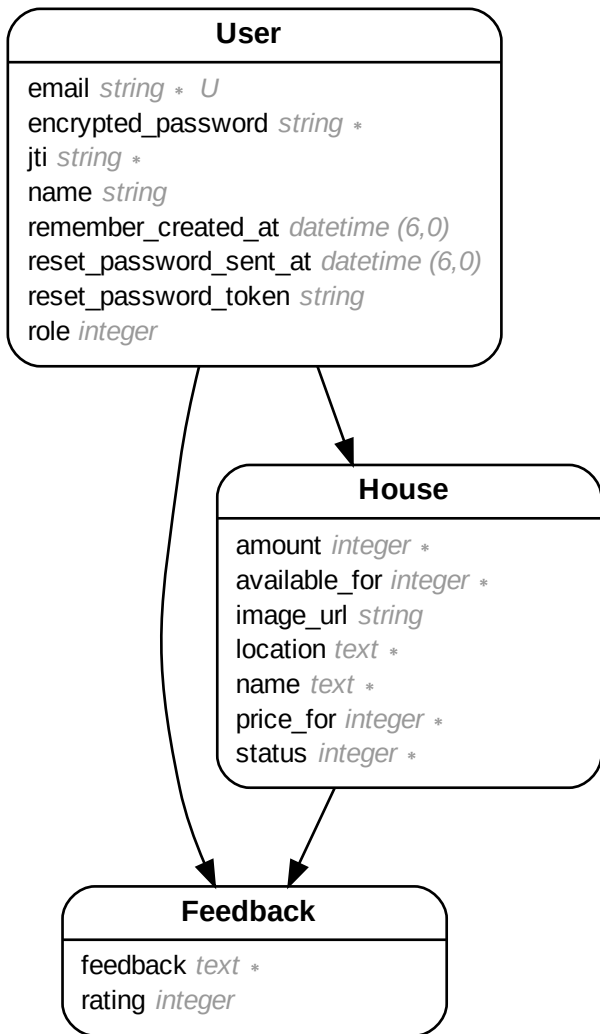 User
email string * U
encrypted_password string *
jti string *
name string
remember_created_at datetime (6,0)
reset_password_sent_at datetime (6,0)
reset_password_token string
role integer
House
amount integer *
available_for integer *
image_url string
location text *
name text *
price_for integer *
status integer *
Feedback
feedback text *
rating integer